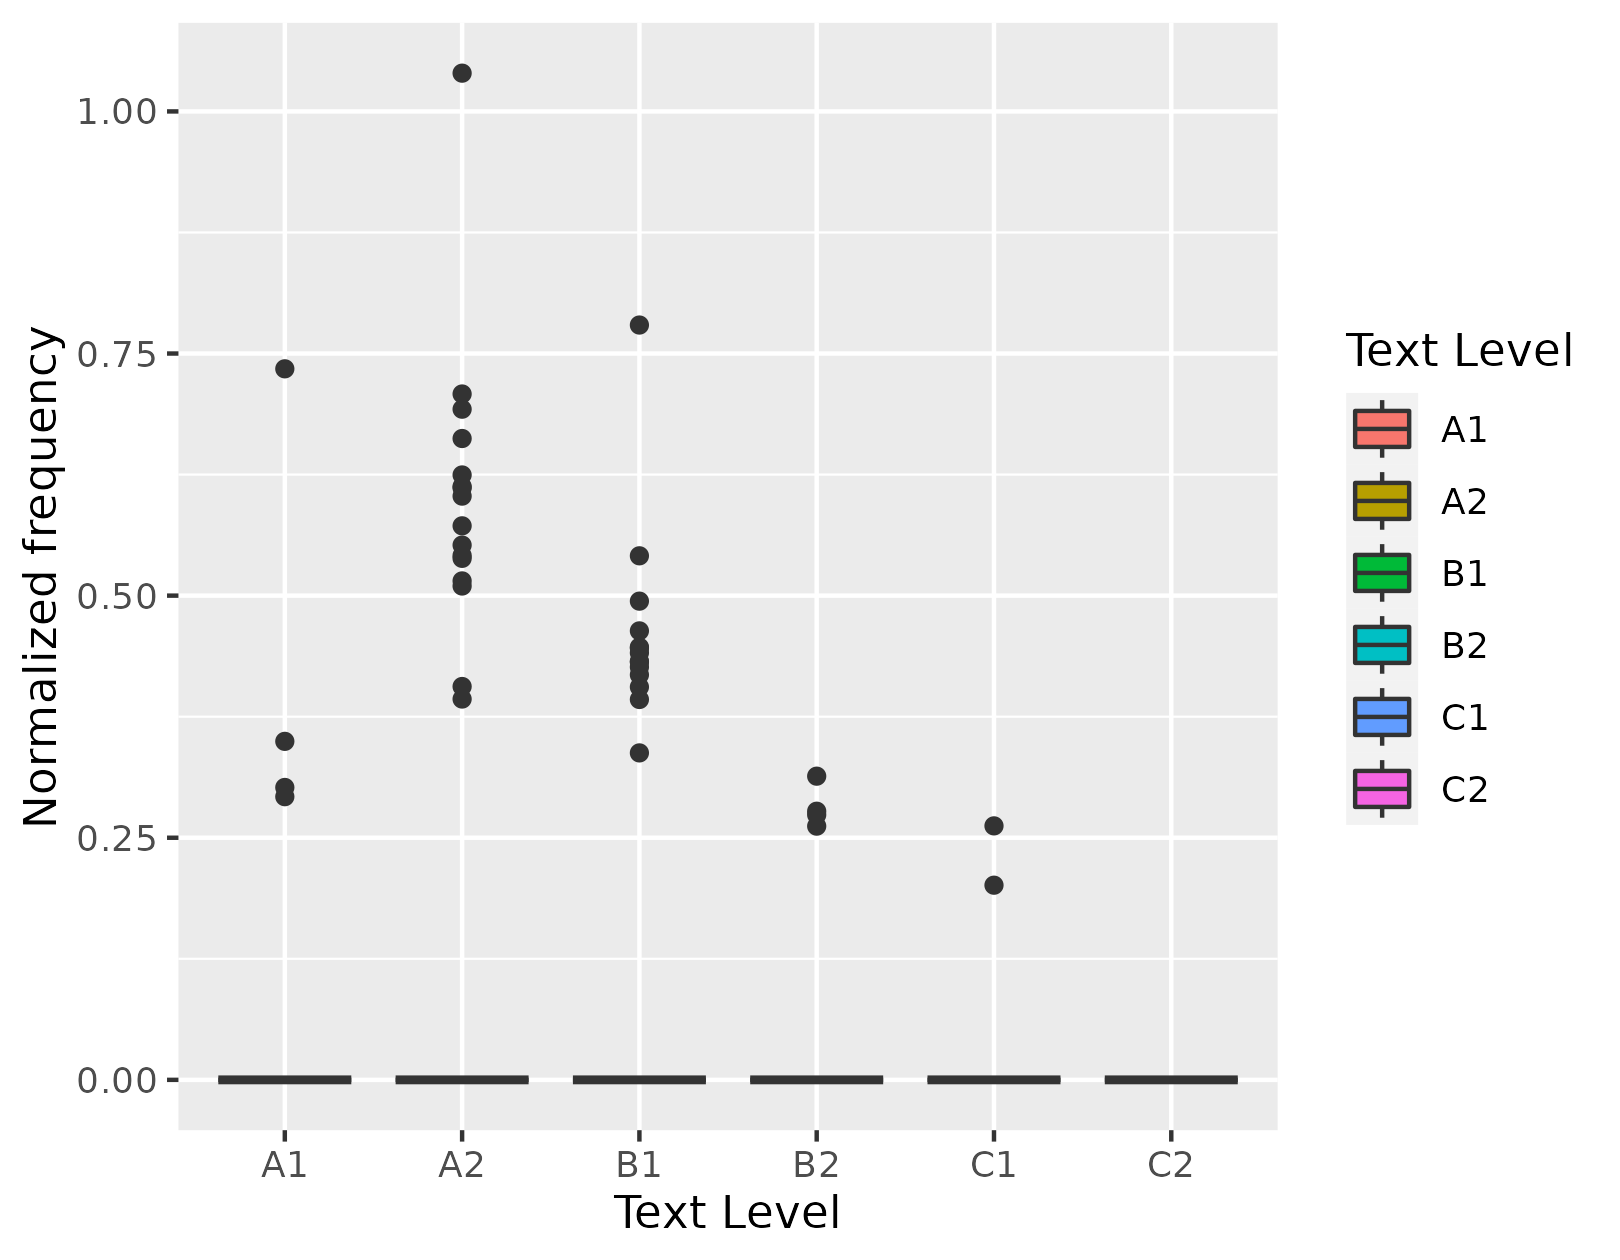 Normalized frequency
1.00
0.75
0.50
0.25
0.00
A1 A2 B1 B2 C1 C2
Text Level
Text Level
A1
A2
B1
B2
C1
C2